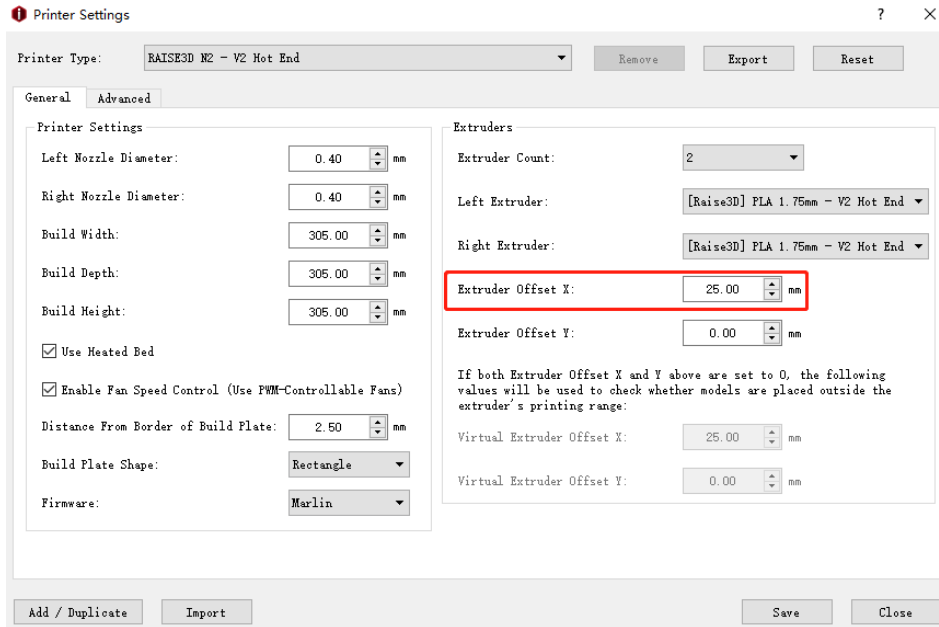 Printer Settings
?
Printer Type:
RAISE3D N2 - V2 Hot End
Remove
Export
Reset
General
Advanced
Printer Settings
Left Nozzle Diameter:
0.40
mm
Right Nozzle Diameter:
0.40
mm
Build Width:
305.00
mm
Build Depth:
305.00
mm
Build Height:
305.00
mm
Use Heated Bed
Enable Fan Speed Control (Use PWM-Controllable Fans)
Distance From Border of Build Plate:
2.50
mm
Build Plate Shape:
Rectangle
Firmware:
Marlin
Extruders
Extruder Count:
2
Left Extruder:
[Raise3D] PLA 1.75mm - V2 Hot End
Right Extruder:
[Raise3D] PLA 1.75mm - V2 Hot End
Extruder Offset X:
25.00
mm
Extruder Offset Y:
0.00
mm
If both Extruder Offset X and Y above are set to 0, the following
values will be used to check whether models are placed outside the
extruder's printing range:
Virtual Extruder Offset X:
25.00
mm
Virtual Extruder Offset Y:
0.00
mm
Add / Duplicate
Import
Save
Close